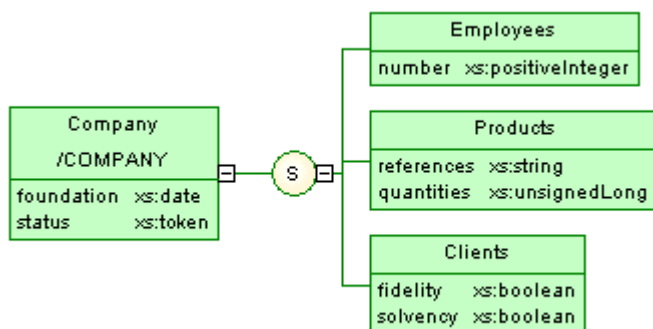 Company
/COMPANY
foundation xs:date
status xs:token
S
Employees
number xs:positiveInteger
Products
references xs:string
quantities xs:unsignedLong
Clients
fidelity xs:boolean
solvency xs:boolean